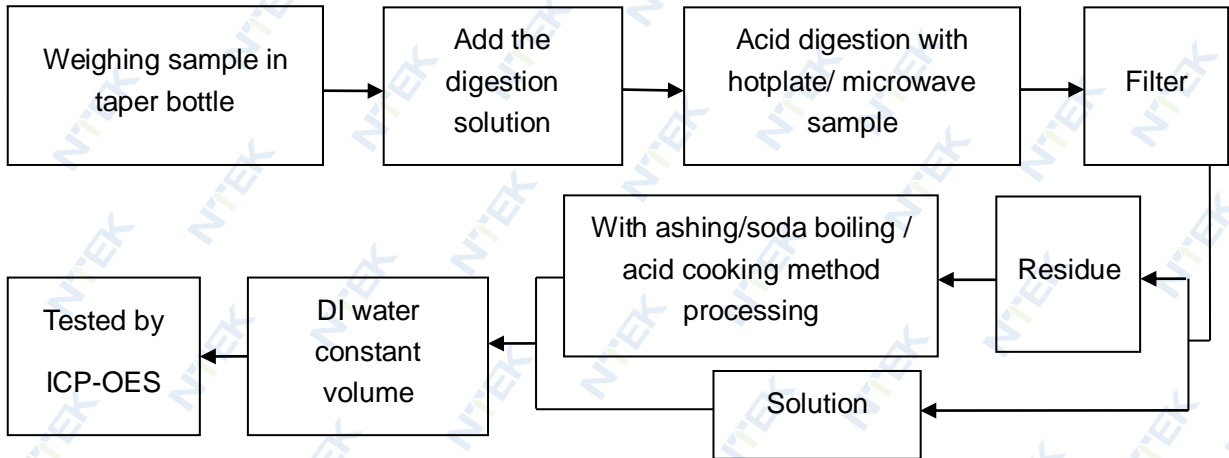 Weighing sample in
taper bottle
Add the
digestion
solution
Acid digestion with
hotplate/ microwave
sample
Filter
Residue
With ashing/soda boiling /
acid cooking method
processing
Solution
DI water
constant
volume
Tested by
ICP-OES
NTEK